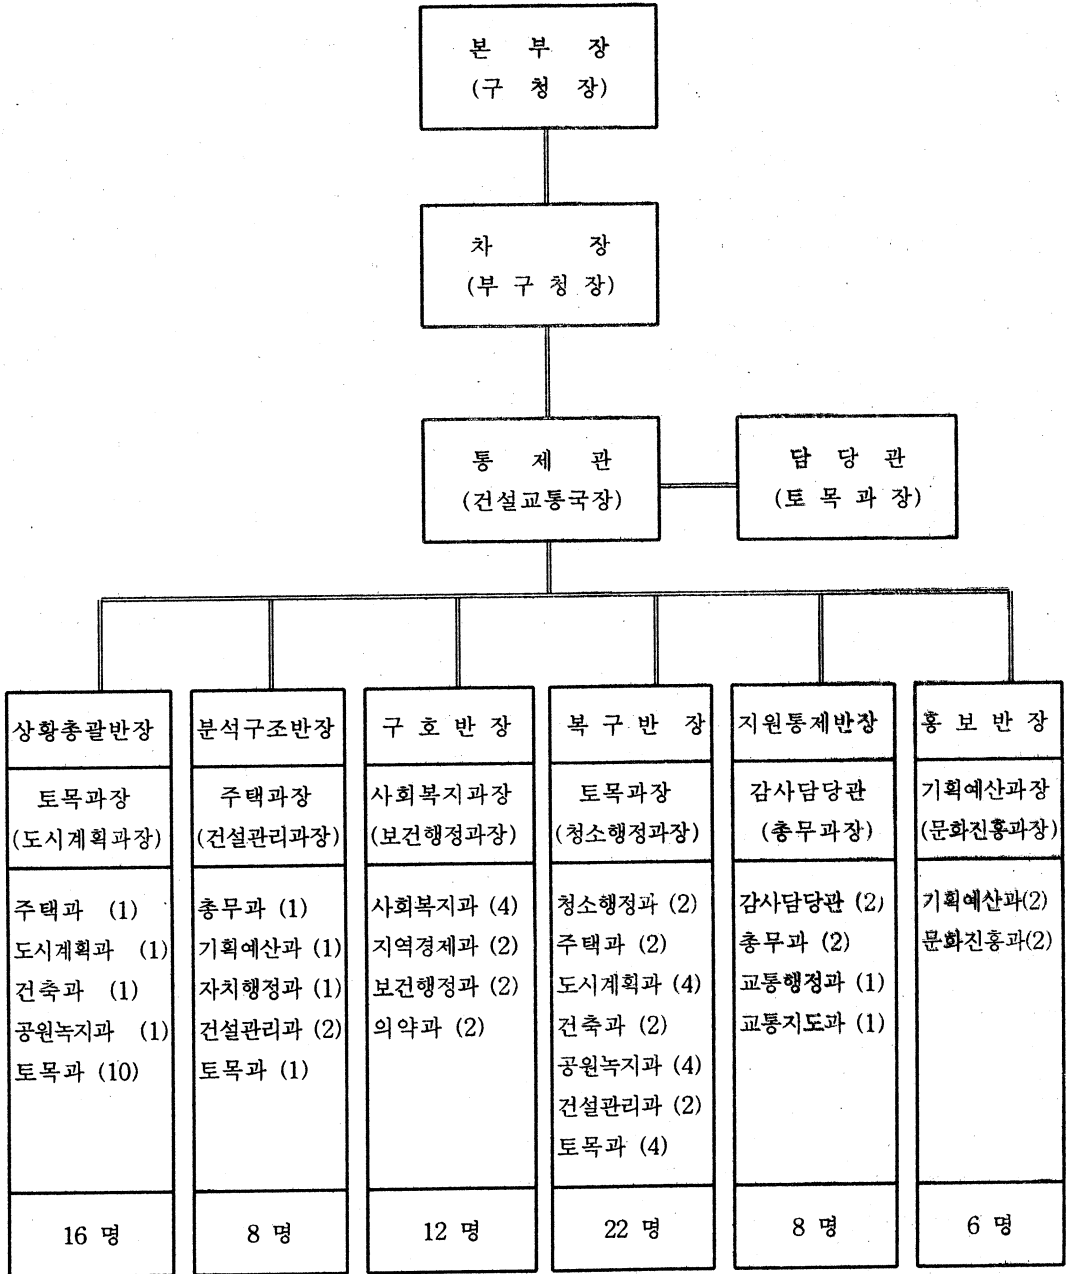 본 부 장
(구 청 장)
차 장
(부 구 청 장)
통 제 관
(건설교통국장)
담 당 관
(토 목 과 장)
상황총괄반장
토목과장
(도시계획과장)
주택과 (1)
도시계획과 (1)
건축과 (1)
공원녹지과 (1)
토목과 (10)
16 명
분석구조반장
주택과장
(건설관리과장)
총무과 (1)
기획예산과 (1)
자치행정과 (1)
건설관리과 (2)
토목과 (1)
8 명
구 호 반 장
사회복지과장
(보건행정과장)
사회복지과 (4)
지역경제과 (2)
보건행정과 (2)
의약과 (2)
12 명
복 구 반 장
토목과장
(청소행정과장)
청소행정과 (2)
주택과 (2)
도시계획과 (4)
건축과 (2)
공원녹지과 (4)
건설관리과 (2)
토목과 (4)
22 명
지원통제반장
감사담당관
(총무과장)
감사담당관 (2)
총무과 (2)
교통행정과 (1)
교통지도과 (1)
8 명
홍 보 반 장
기획예산과장
(문화진흥과장)
기획예산과(2)
문화진흥과(2)
6 명